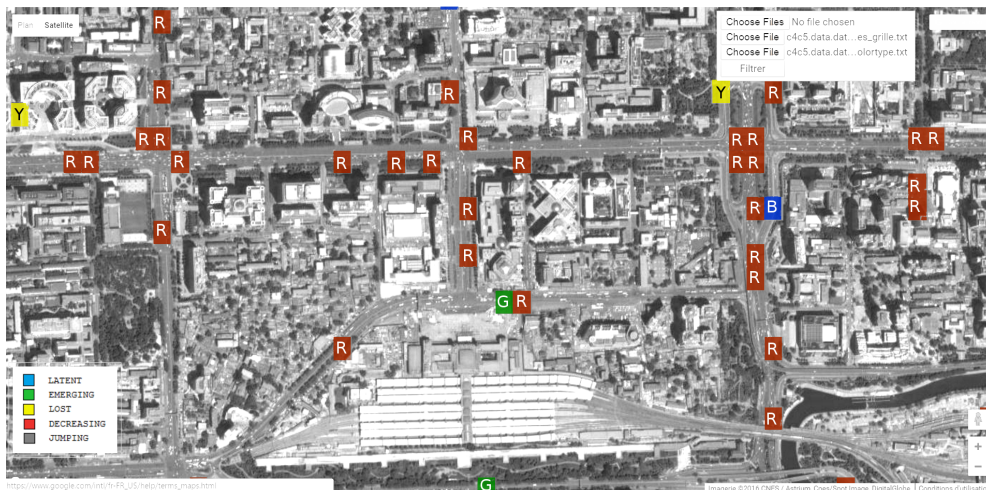 Plan Satellite
Choose Files No file chosen
Choose File c4c5.data.dat...es_grille.txt
Choose File c4c5.data.dat...olortype.txt
Filtrer
R
R R Y R
Y
R R R R R R R
R R R R R R R R R
R
R R R B R
R
R R
R
G R
R R
LATENT
EMERGING
LOST
DECREASING
JUMPING
R
G
https://www.google.com/intl/fr-FR_US/help/terms_maps.html
Imagerie ©2016 CNES / Astrium, Cnes/Spot Image, DigitalGlobe Conditions d'utilisation